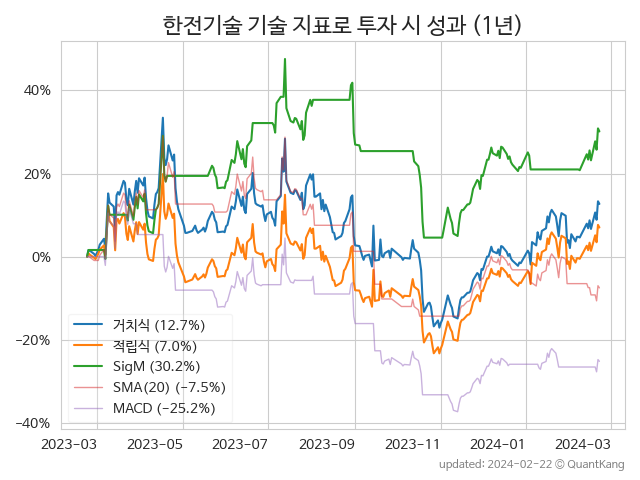 한전기술 기술 지표로 투자 시 성과 (1년)
40%
20%
0%
−20%
−40%
거치식 (12.7%)
적립식 (7.0%)
SigM (30.2%)
SMA(20) (−7.5%)
MACD (−25.2%)
2023-03 2023-05 2023-07 2023-09 2023-11 2024-01 2024-03
updated: 2024-02-22 © QuantKang